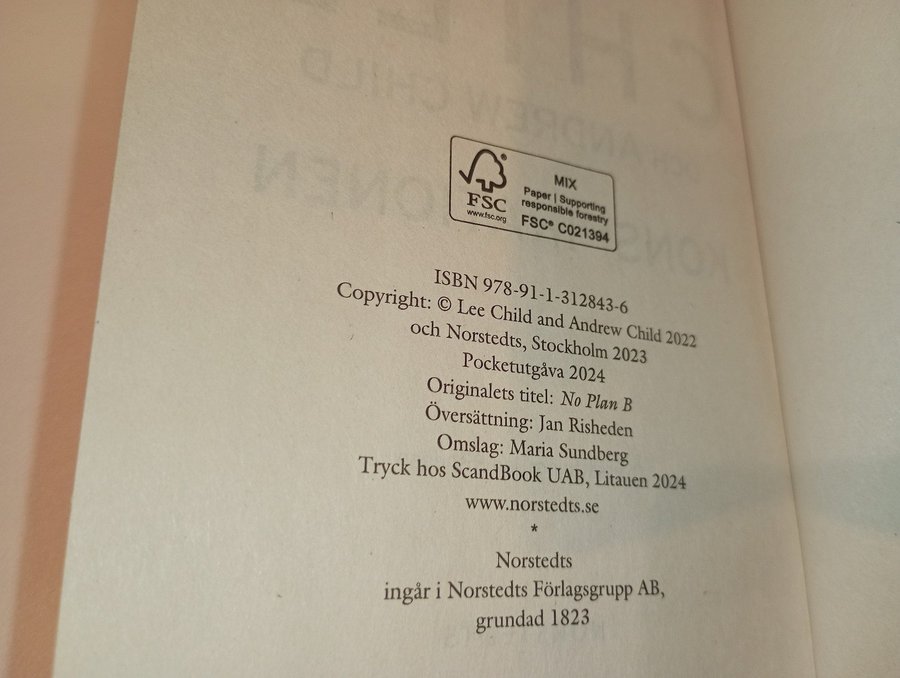 FSC
www.fsc.org
MIX
Paper | Supporting
responsible forestry
FSC® C021394
ISBN 978-91-1-312843-6
Copyright: © Lee Child and Andrew Child 2022
och Norstedts, Stockholm 2023
Pocketutgåva 2024
Originalets titel: No Plan B
Översättning: Jan Risheden
Omslag: Maria Sundberg
Tryck hos ScandBook UAB, Litauen 2024
www.norstedts.se
*
Norstedts
ingår i Norstedts Förlagsgrupp AB,
grundad 1823